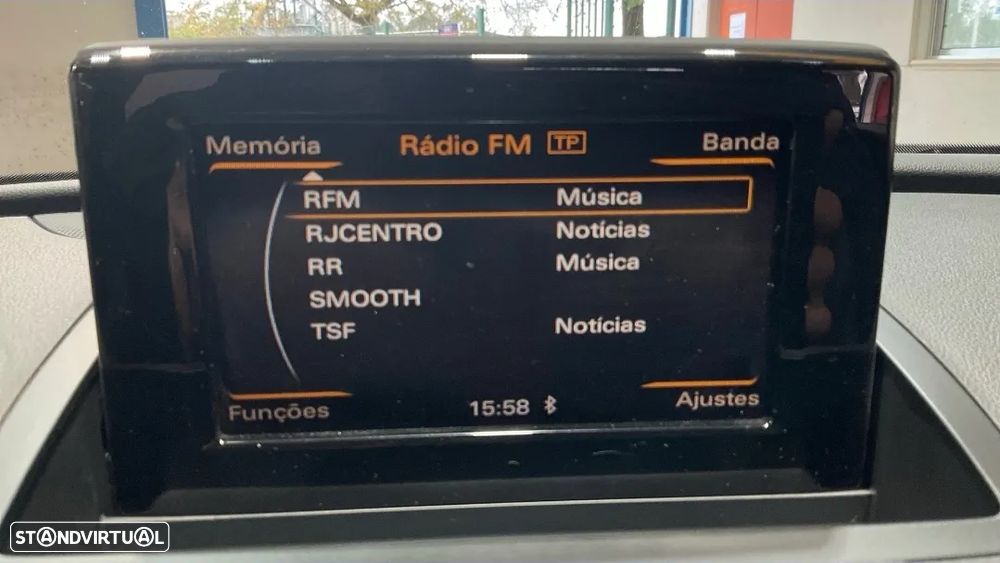 Memória Rádio FM TP Banda
RFM Música
RJCENTRO Notícias
RR Música
SMOOTH
TSF Notícias
Funções 15:58 Ajustes
STANDVIRTUAL